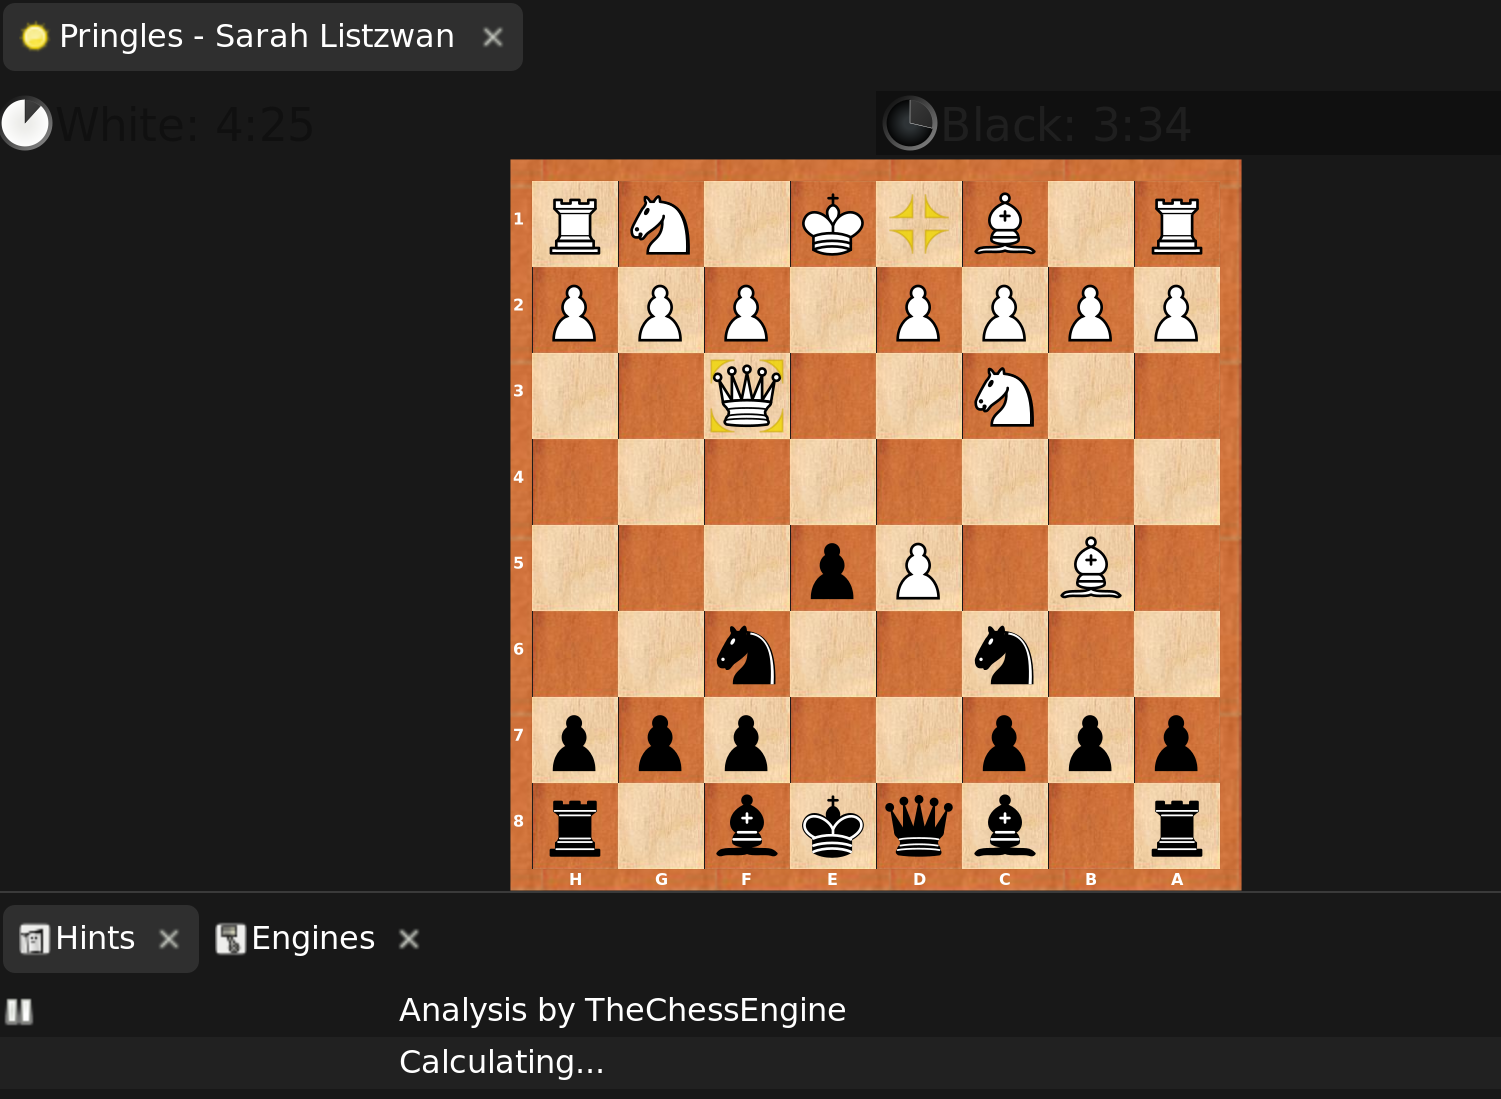 Pringles - Sarah Listzwan
White: 4:25
Black: 3:34
1
2
3
4
5
6
7
8
H G F E D C B A
Hints
Engines
Analysis by TheChessEngine
Calculating...